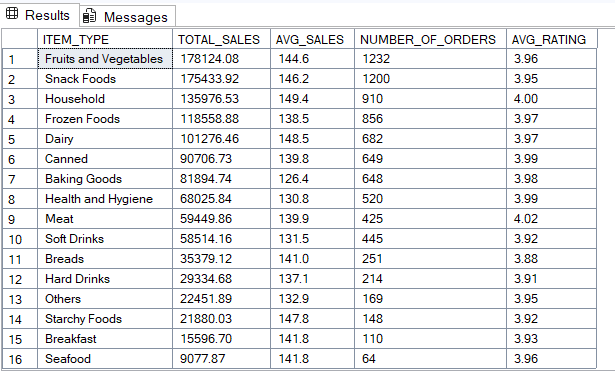 Results Messages
ITEM_TYPE TOTAL_SALES AVG_SALES NUMBER_OF_ORDERS AVG_RATING
1 Fruits and Vegetables 178124.08 144.6 1232 3.96
2 Snack Foods 175433.92 146.2 1200 3.95
3 Household 135976.53 149.4 910 4.00
4 Frozen Foods 118558.88 138.5 856 3.97
5 Dairy 101276.46 148.5 682 3.97
6 Canned 90706.73 139.8 649 3.99
7 Baking Goods 81894.74 126.4 648 3.98
8 Health and Hygiene 68025.84 130.8 520 3.99
9 Meat 59449.86 139.9 425 4.02
10 Soft Drinks 58514.16 131.5 445 3.92
11 Breads 35379.12 141.0 251 3.88
12 Hard Drinks 29334.68 137.1 214 3.91
13 Others 22451.89 132.9 169 3.95
14 Starchy Foods 21880.03 147.8 148 3.92
15 Breakfast 15596.70 141.8 110 3.93
16 Seafood 9077.87 141.8 64 3.96